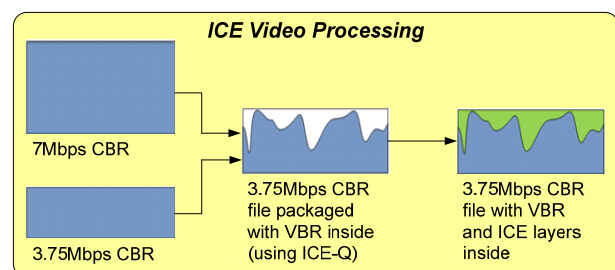 ICE Video Processing
7Mbps CBR
3.75Mbps CBR
3.75Mbps CBR
file packaged
with VBR inside
(using ICE-Q)
3.75Mbps CBR
file with VBR
and ICE layers
inside